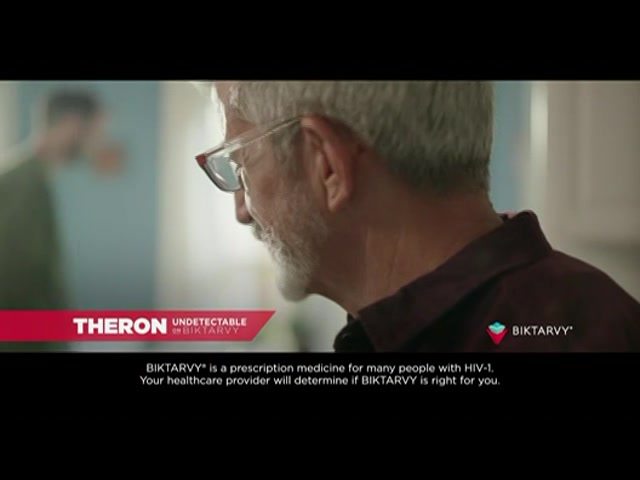 THERON UNDETECTABLE
ON BIKTARVY
BIKTARVY®
BIKTARVY® is a prescription medicine for many people with HIV-1.
Your healthcare provider will determine if BIKTARVY is right for you.